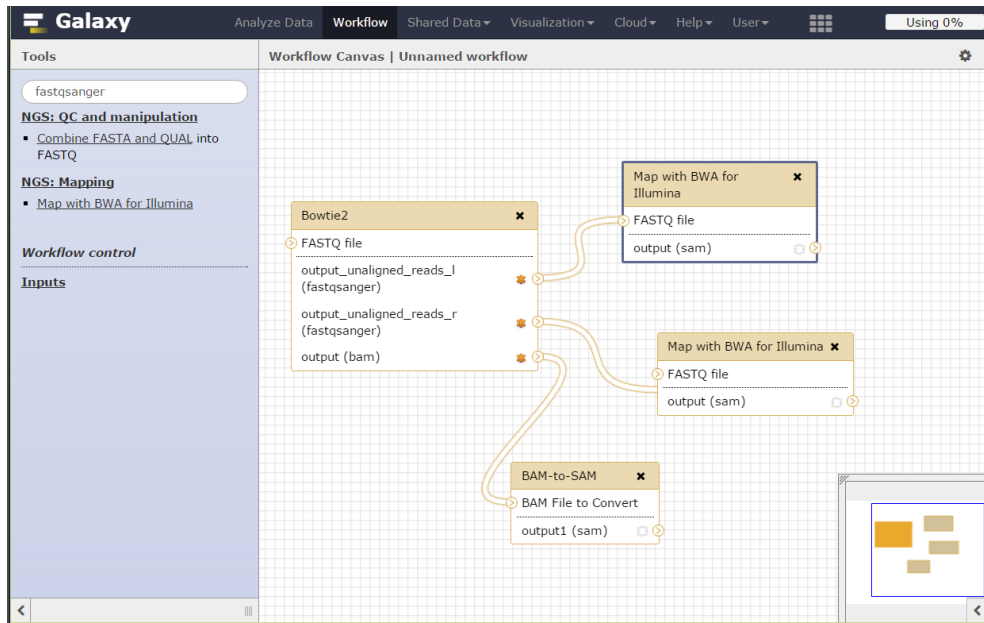 Galaxy
Analyze Data Workflow Shared Data Visualization Cloud Help User Using 0%
Tools
Workflow Canvas | Unnamed workflow
fastqsanger
NGS: QC and manipulation
Combine FASTA and QUAL into
FASTQ
NGS: Mapping
Map with BWA for Illumina
Workflow control
Inputs
Bowtie2
FASTQ file
output_unaligned_reads_l
(fastqsanger)
output_unaligned_reads_r
(fastqsanger)
output (bam)
Map with BWA for
Illumina
FASTQ file
output (sam)
Map with BWA for Illumina
FASTQ file
output (sam)
BAM-to-SAM
BAM File to Convert
output1 (sam)